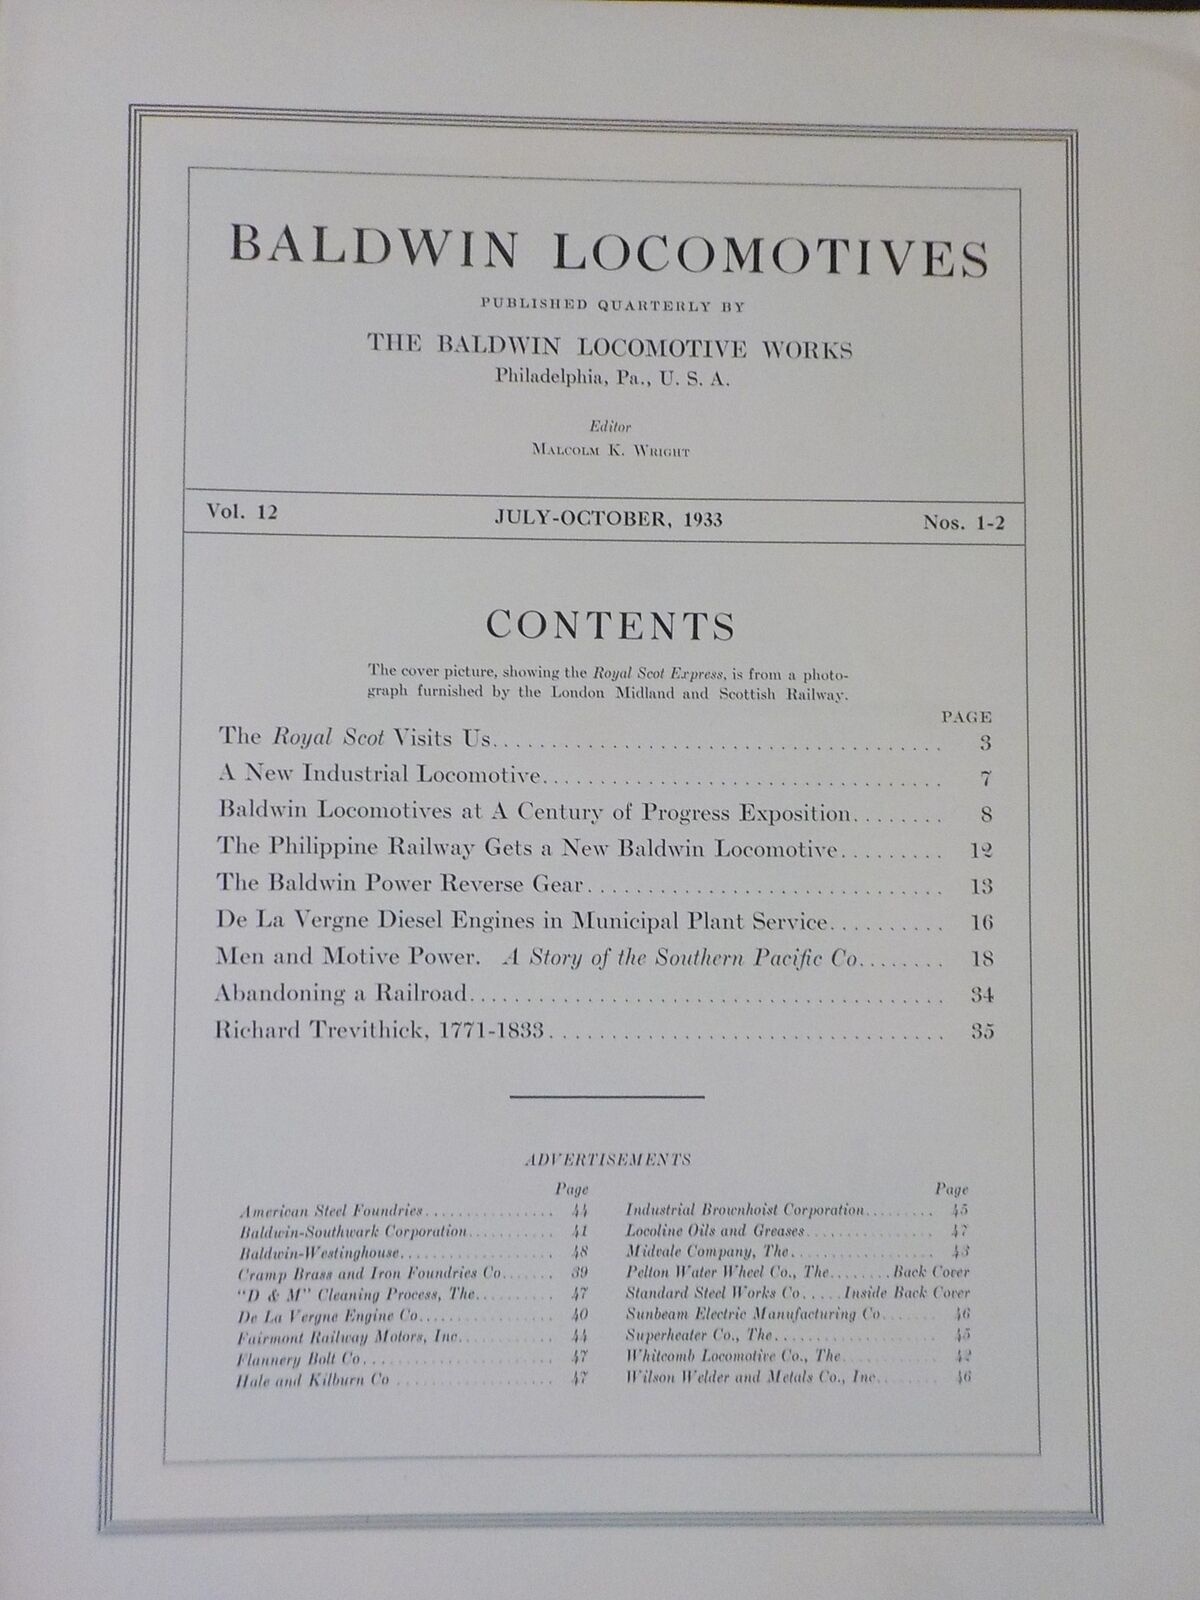 BALDWIN LOCOMOTIVES
PUBLISHED QUARTERLY BY
THE BALDWIN LOCOMOTIVE WORKS
Philadelphia, Pa., U. S. A.
Editor
MALCOLM K. WRIGHT
Vol. 12 JULY-OCTOBER, 1933 Nos. 1-2
CONTENTS
The cover picture, showing the Royal Scot Express, is from a photo-
graph furnished by the London Midland and Scottish Railway.
PAGE
The Royal Scot Visits Us 3
A New Industrial Locomotive 7
Baldwin Locomotives at A Century of Progress Exposition 8
The Philippine Railway Gets a New Baldwin Locomotive 12
The Baldwin Power Reverse Gear 13
De La Vergne Diesel Engines in Municipal Plant Service 16
Men and Motive Power. A Story of the Southern Pacific Co. 18
Abandoning a Railroad 34
Richard Trevithick, 1771-1833 35
ADVERTISEMENTS
Page
American Steel Foundries 44
Baldwin-Southwark Corporation 41
Baldwin-Westinghouse 48
Cramp Brass and Iron Foundries Co. 39
"D & M" Cleaning Process, The 47
De La Vergne Engine Co. 40
Fairmont Railway Motors, Inc. 44
Flannery Bolt Co. 47
Hale and Kilburn Co 47
Page
Industrial Brownhoist Corporation 45
Locoline Oils and Greases 47
Midvale Company, The 43
Pelton Water Wheel Co., The Back Cover
Standard Steel Works Co. Inside Back Cover
Sunbeam Electric Manufacturing Co. 46
Superheater Co., The 45
Whitcomb Locomotive Co., The 42
Wilson Welder and Metals Co., Inc. 46